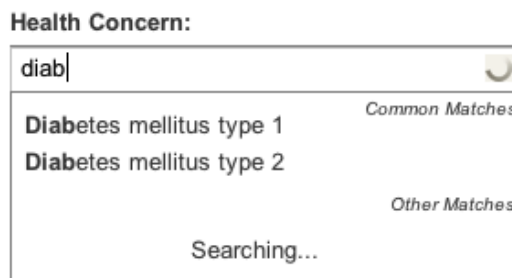 Health Concern:
diab
Common Matches
Diabetes mellitus type 1
Diabetes mellitus type 2
Other Matches
Searching...